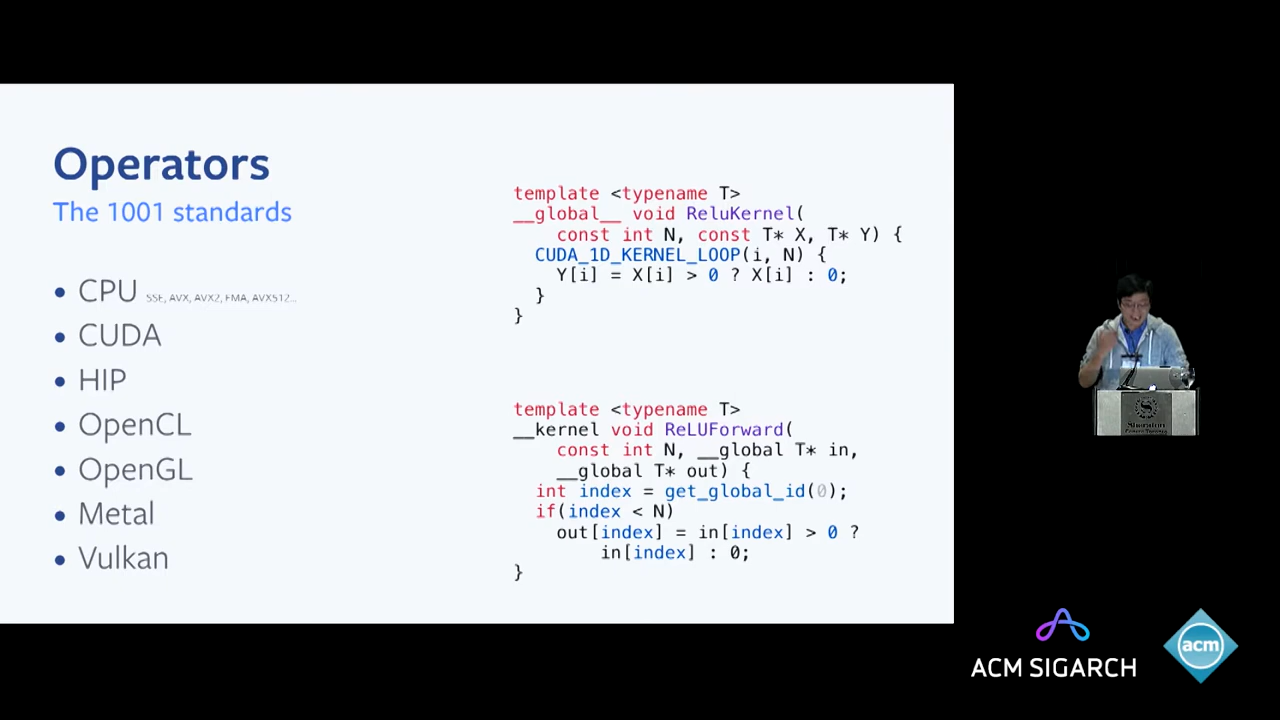 Operators
The 1001 standards
• CPU SSE, AVX, AVX2, FMA, AVX512...
• CUDA
• HIP
• OpenCL
• OpenGL
• Metal
• Vulkan
template <typename T>
__global__ void ReluKernel(
const int N, const T* X, T* Y) {
CUDA_1D_KERNEL_LOOP(i, N) {
Y[i] = X[i] > 0 ? X[i] : 0;
}
}
template <typename T>
__kernel void ReLUForward(
const int N, __global T* in,
__global T* out) {
int index = get_global_id(0);
if(index < N)
out[index] = in[index] > 0 ?
in[index] : 0;
}
Sheraton
ACM SIGARCH
acm